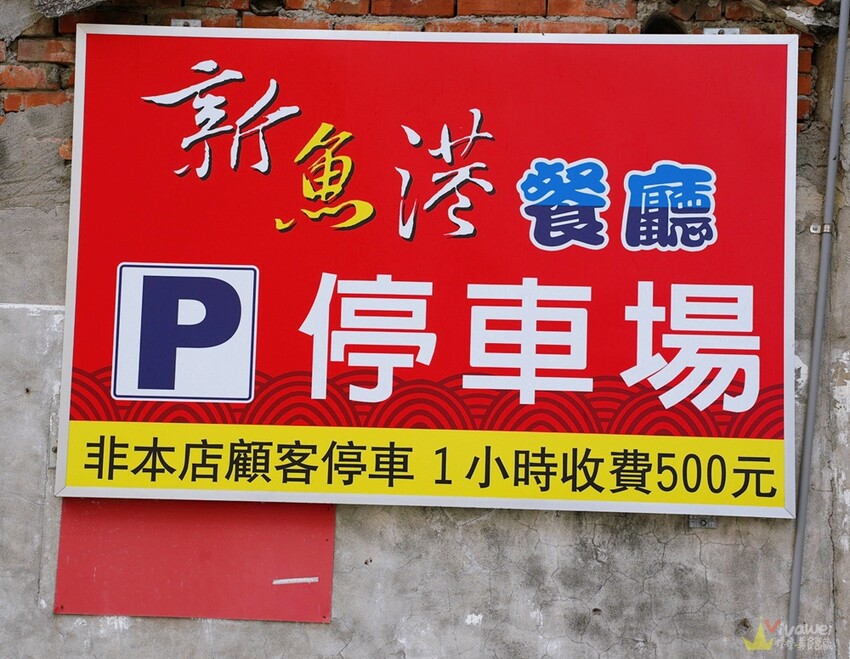 新魚港餐廳
P 停車場
非本店顧客停車 1小時收費500元
Vivawei